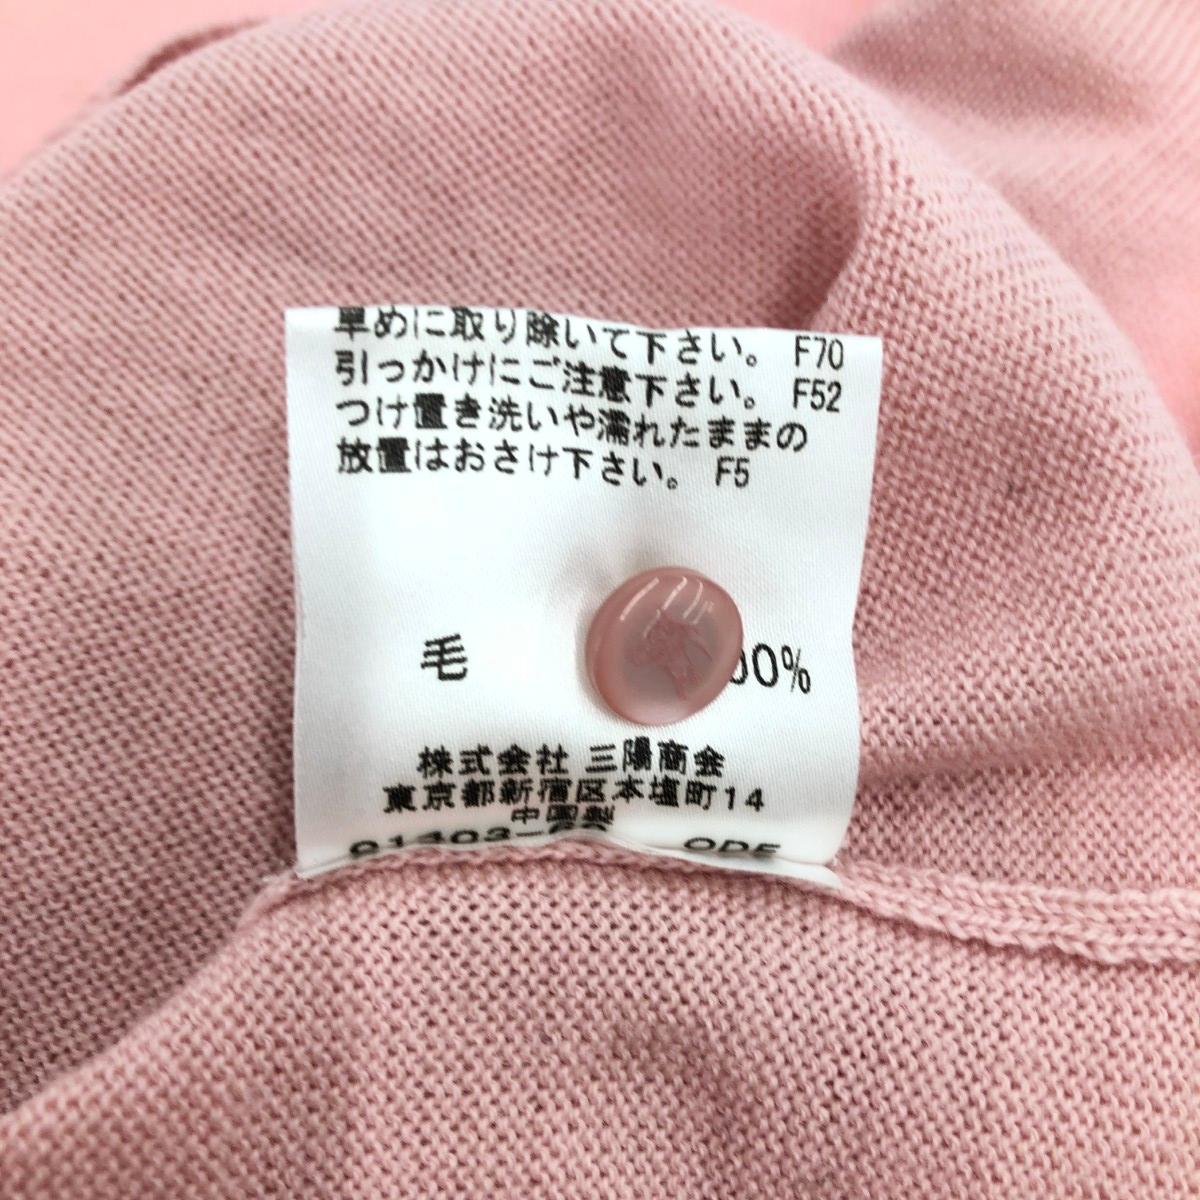 早めに取り除いて下さい。 F70
引っかけにご注意下さい。 F52
つけ置き洗いや濡れたままの
放置はおさけ下さい。 F5
毛 00%
株式会社 三陽商会
東京都新宿区本塩町14
中国製